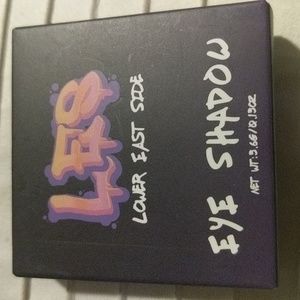 LES
LOWER EAST SIDE
EYE SHADOW
NET WT:3.6G/0.13OZ